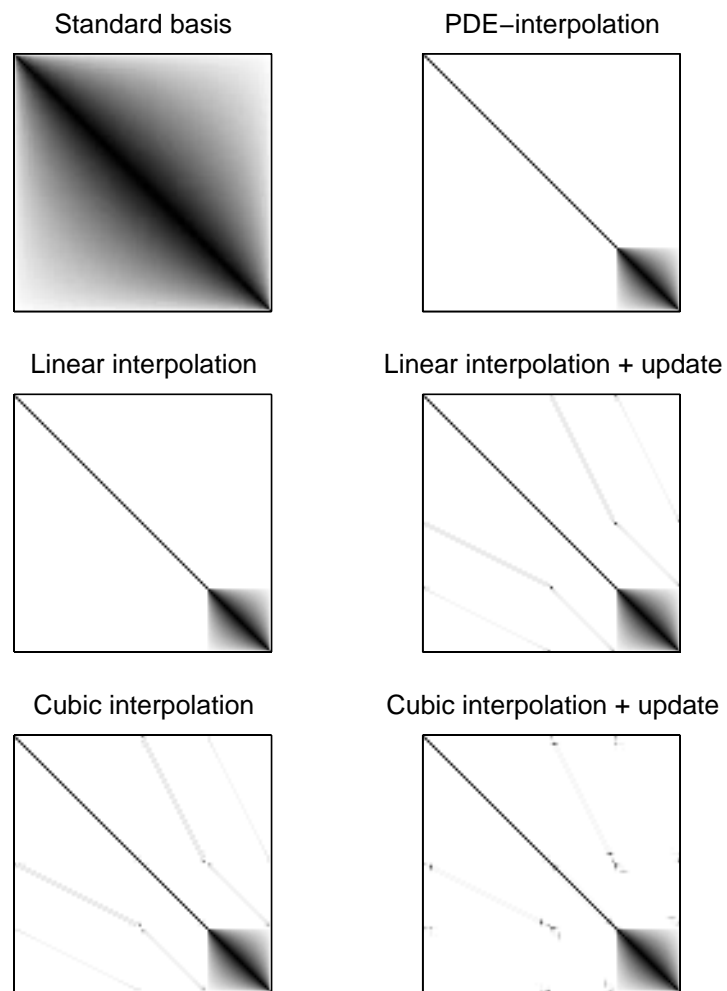 Standard basis
PDE−interpolation
Linear interpolation
Linear interpolation + update
Cubic interpolation
Cubic interpolation + update